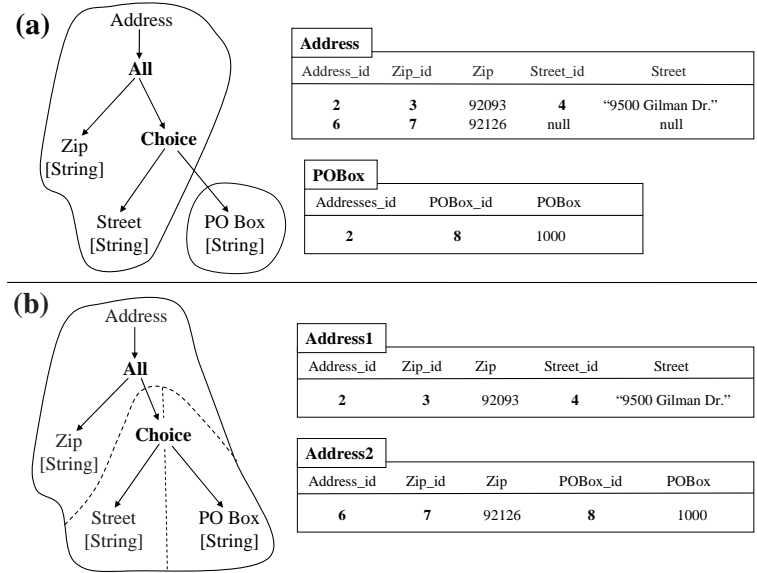 (a)
Address
All
Zip
[String]
Choice
Street
[String]
PO Box
[String]
Address
Address_id Zip_id Zip Street_id Street
2 3 92093 4 “9500 Gilman Dr.”
6 7 92126 null null
POBox
Addresses_id POBox_id POBox
2 8 1000
(b)
Address
All
Zip
[String]
Choice
Street
[String]
PO Box
[String]
Address1
Address_id Zip_id Zip Street_id Street
2 3 92093 4 “9500 Gilman Dr.”
Address2
Address_id Zip_id Zip POBox_id POBox
6 7 92126 8 1000